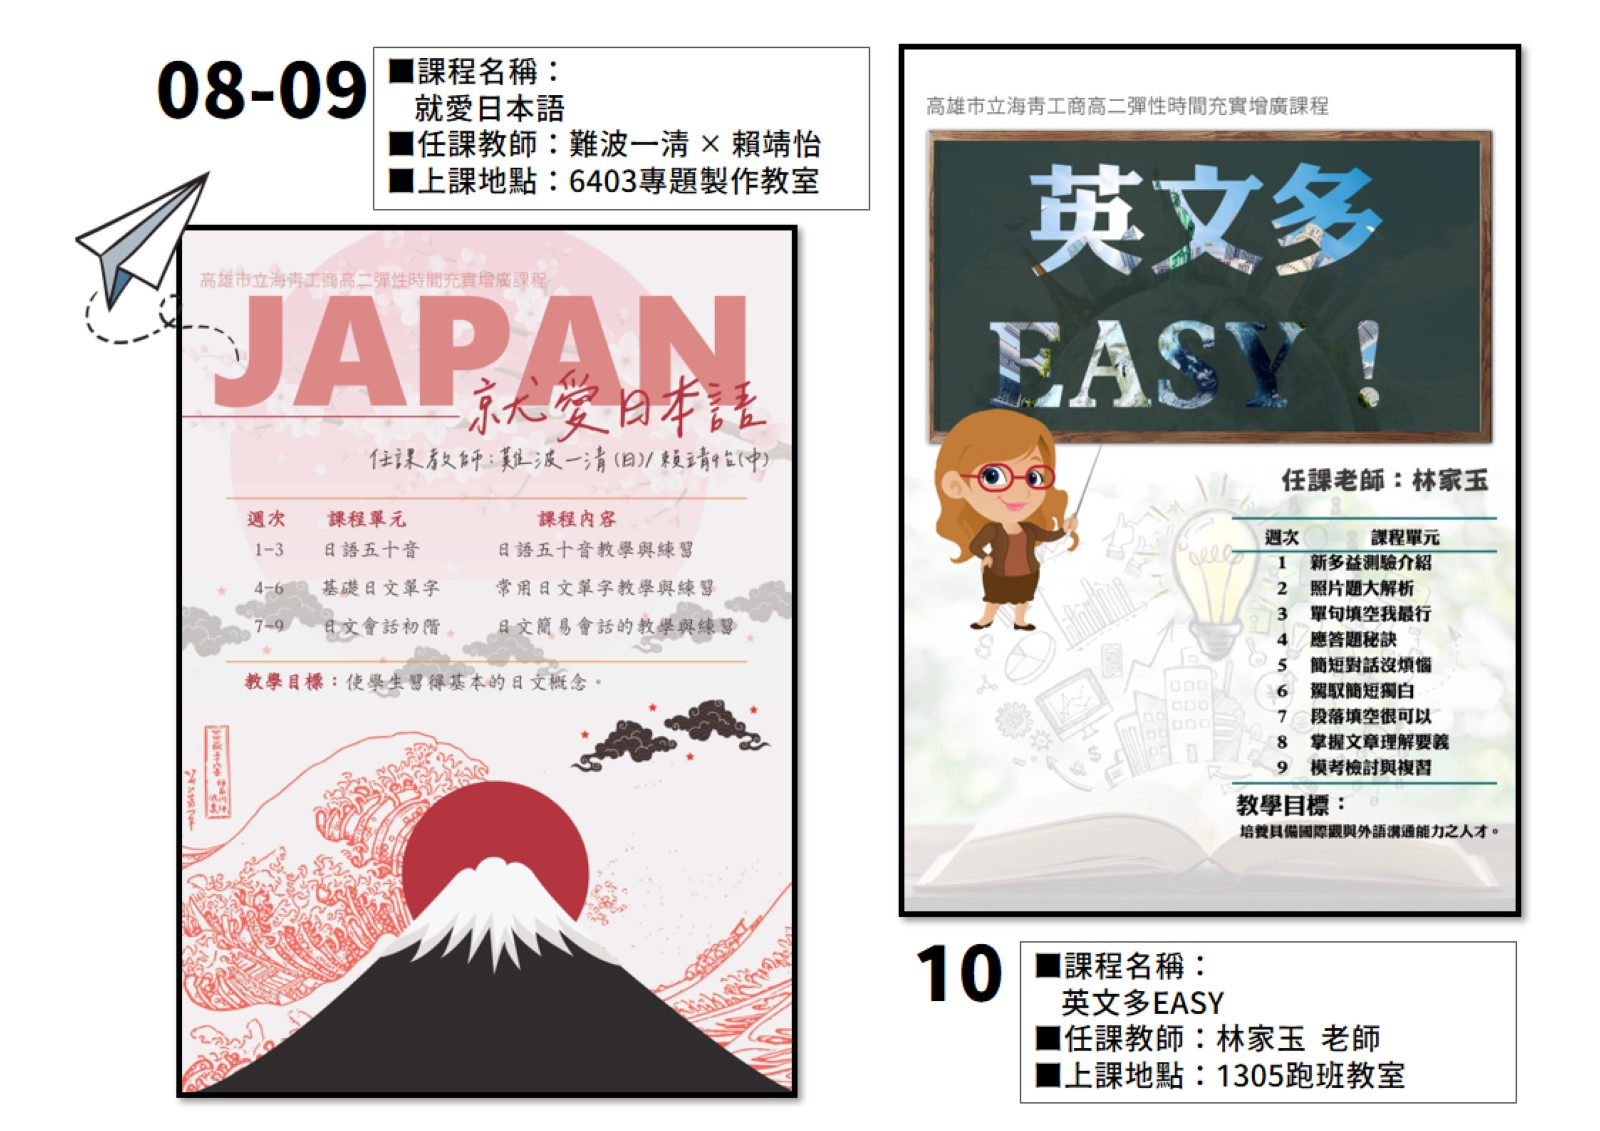 08-09
■課程名稱：
就愛日本語
■任課教師：難波一清 × 賴靖怡
■上課地點：6403專題製作教室
高雄市立海青工商高二彈性時間充實增廣課程
JAPAN
就愛日本語
任課教師:難波一清(日)/賴靖怡(中)
週次 課程單元 課程內容
1-3 日語五十音 日語五十音教學與練習
4-6 基礎日文單字 常用日文單字教學與練習
7-9 日文會話初階 日文簡易會話的教學與練習
教學目標：使學生習得基本的日文概念。
高雄市立海青工商高二彈性時間充實增廣課程
英文多
EASY！
任課老師：林家玉
週次 課程單元
1 新多益測驗介紹
2 照片題大解析
3 單句填空我最行
4 應答題秘訣
5 簡短對話沒煩惱
6 駕馭簡短獨白
7 段落填空很可以
8 掌握文章理解要義
9 模考檢討與複習
教學目標：
培養具備國際觀與外語溝通能力之人才。
10
■課程名稱：
英文多EASY
■任課教師：林家玉 老師
■上課地點：1305跑班教室